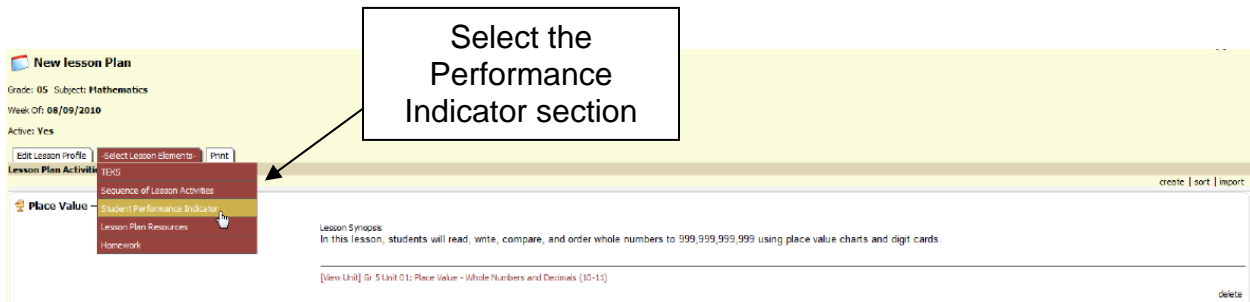 Select the
Performance
Indicator section
New lesson Plan
Grade: 05 Subject: Mathematics
Week Of: 08/09/2010
Active: Yes
Edit Lesson Profile -Select Lesson Elements- Print
Lesson Plan Activitie
TEKS
create | sort | import
Sequence of Lesson Activities
Place Value –
Student Performance Indicator
Lesson Plan Resources
Homework
Lesson Synopsis
In this lesson, students will read, write, compare, and order whole numbers to 999,999,999,999 using place value charts and digit cards.
[View Unit] Gr 5 Unit 01: Place Value - Whole Numbers and Decimals (10-11)
delete